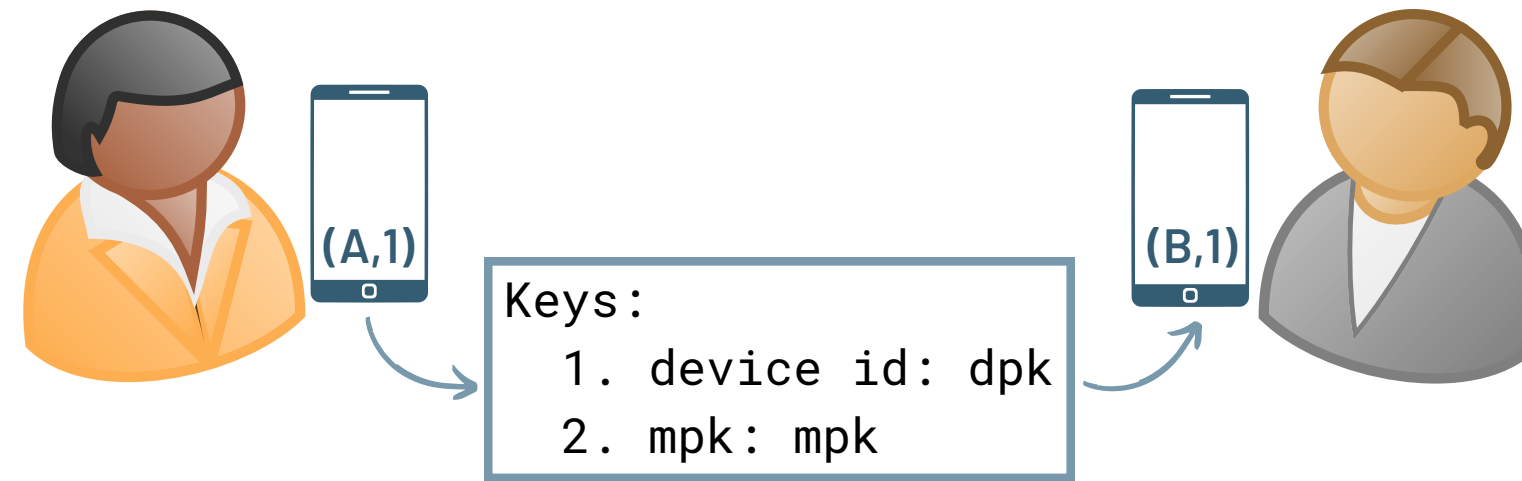 (A,1)
(B,1)
Keys:
1. device id: dpk
2. mpk: mpk